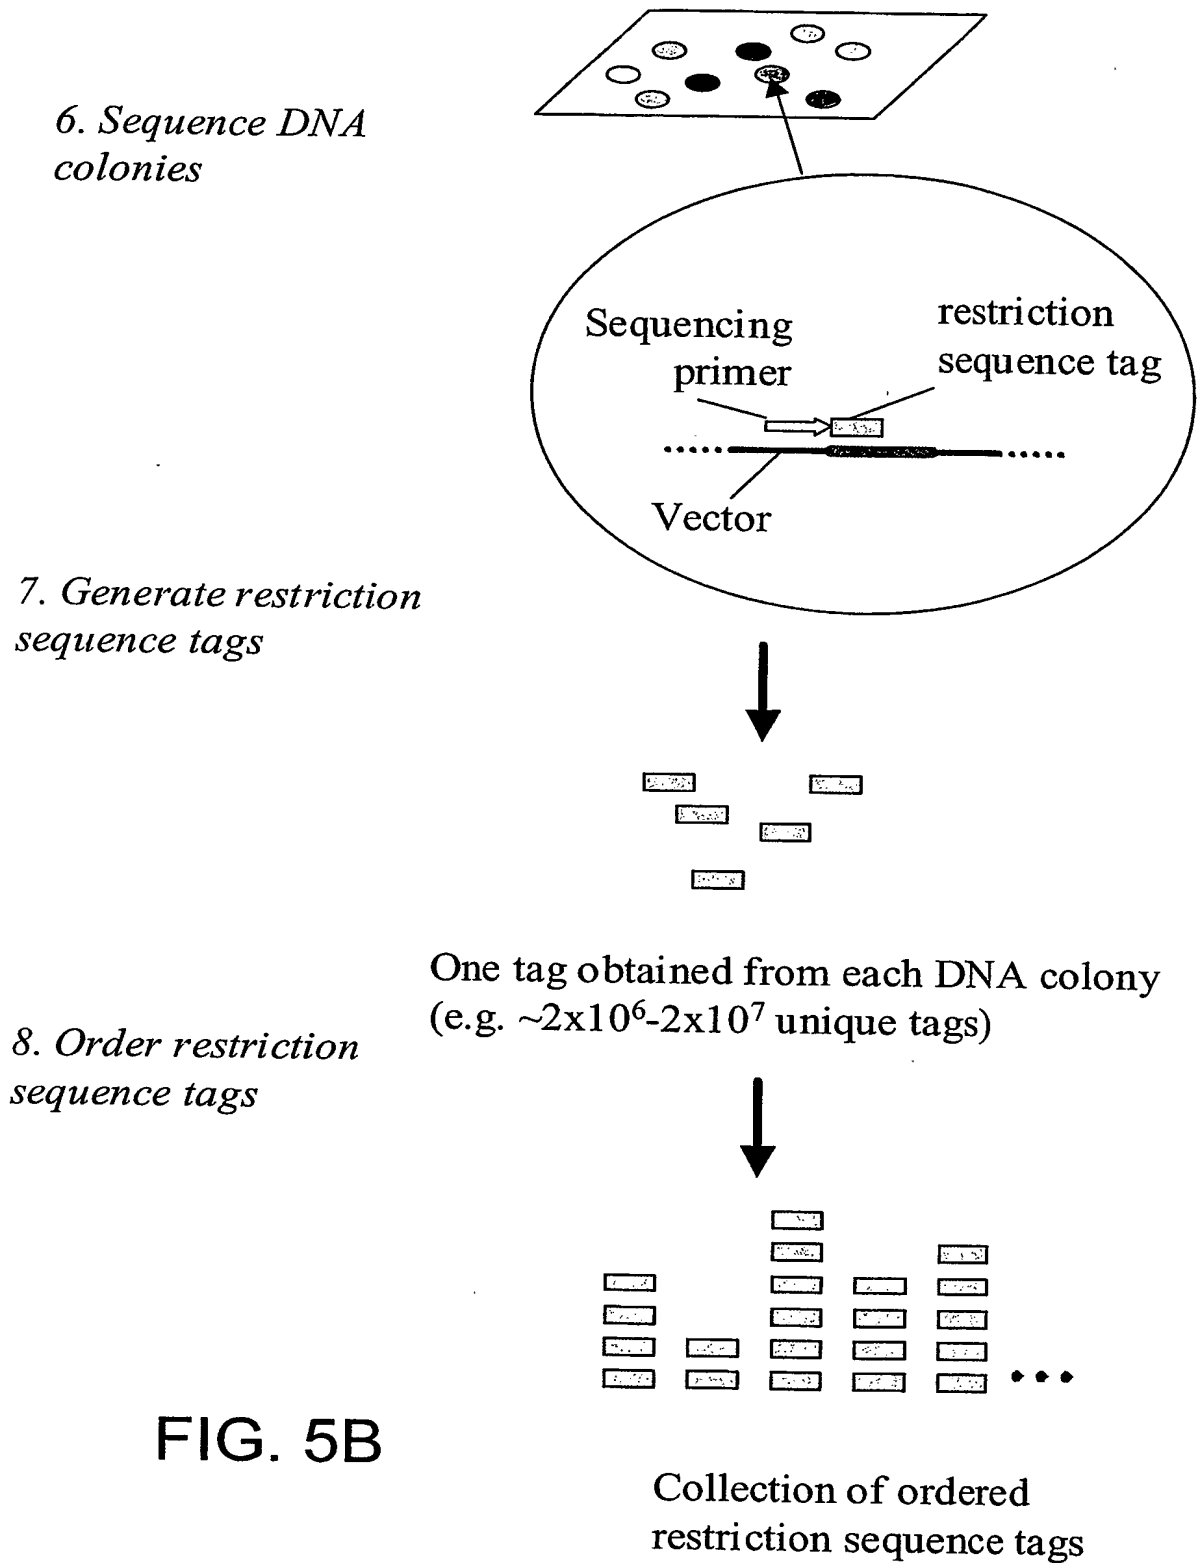 6. Sequence DNA
colonies
Sequencing
primer
restriction
sequence tag
Vector
7. Generate restriction
sequence tags
One tag obtained from each DNA colony
(e.g. ~2x10⁶-2x10⁷ unique tags)
8. Order restriction
sequence tags
FIG. 5B
Collection of ordered
restriction sequence tags